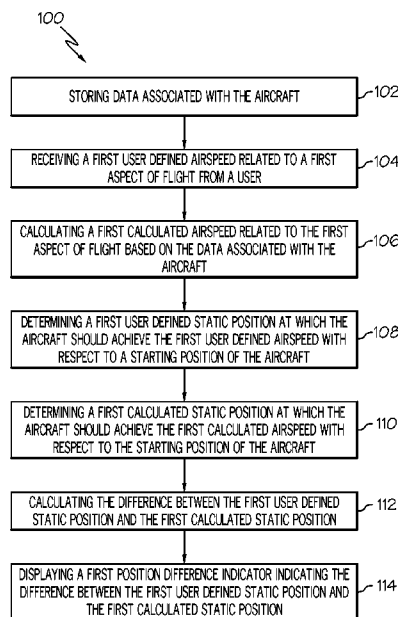 100
STORING DATA ASSOCIATED WITH THE AIRCRAFT
102
RECEIVING A FIRST USER DEFINED AIRSPEED RELATED TO A FIRST
ASPECT OF FLIGHT FROM A USER
104
CALCULATING A FIRST CALCULATED AIRSPEED RELATED TO THE FIRST
ASPECT OF FLIGHT BASED ON THE DATA ASSOCIATED WITH THE
AIRCRAFT
106
DETERMINING A FIRST USER DEFINED STATIC POSITION AT WHICH THE
AIRCRAFT SHOULD ACHIEVE THE FIRST USER DEFINED AIRSPEED WITH
RESPECT TO A STARTING POSITION OF THE AIRCRAFT
108
DETERMINING A FIRST CALCULATED STATIC POSITION AT WHICH THE
AIRCRAFT SHOULD ACHIEVE THE FIRST CALCULATED AIRSPEED WITH
RESPECT TO THE STARTING POSITION OF THE AIRCRAFT
110
CALCULATING THE DIFFERENCE BETWEEN THE FIRST USER DEFINED
STATIC POSITION AND THE FIRST CALCULATED STATIC POSITION
112
DISPLAYING A FIRST POSITION DIFFERENCE INDICATOR INDICATING THE
DIFFERENCE BETWEEN THE FIRST USER DEFINED STATIC POSITION AND
THE FIRST CALCULATED STATIC POSITION
114